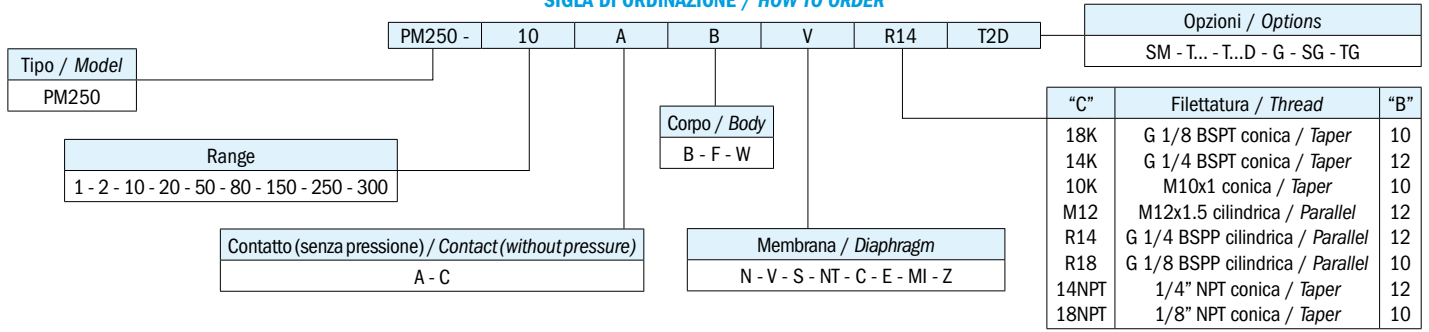 SIGLA DI ORDINAZIONE / HOW TO ORDER
PM250 - 10 A B V R14 T2D
Opzioni / Options
SM - T... - T...D - G - SG - TG
Tipo / Model
PM250
Range
1 - 2 - 10 - 20 - 50 - 80 - 150 - 250 - 300
Contatto (senza pressione) / Contact (without pressure)
A - C
Corpo / Body
B - F - W
Membrana / Diaphragm
N - V - S - NT - C - E - MI - Z
“C” Filettatura / Thread “B”
18K G 1/8 BSPT conica / Taper 10
14K G 1/4 BSPT conica / Taper 12
10K M10x1 conica / Taper 10
M12 M12x1.5 cilindrica / Parallel 12
R14 G 1/4 BSPP cilindrica / Parallel 12
R18 G 1/8 BSPP cilindrica / Parallel 10
14NPT 1/4” NPT conica / Taper 12
18NPT 1/8” NPT conica / Taper 10